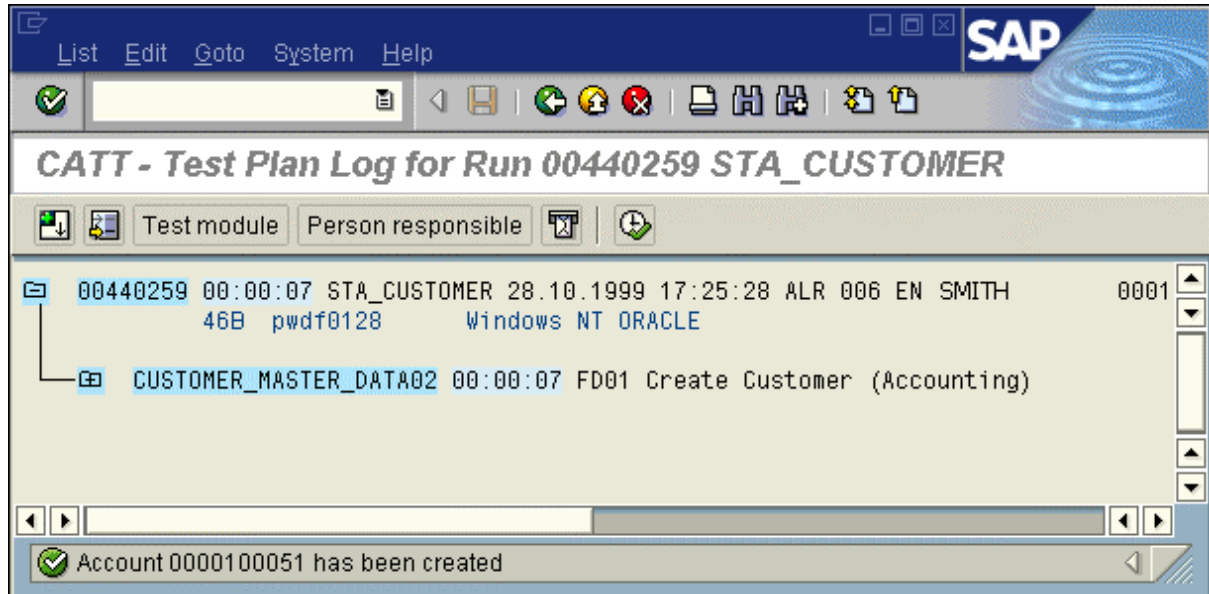 List Edit Goto System Help
SAP
CATT - Test Plan Log for Run 00440259 STA_CUSTOMER
Test module Person responsible
00440259 00:00:07 STA_CUSTOMER 28.10.1999 17:25:28 ALR 006 EN SMITH 0001
46B pwdf0128 Windows NT ORACLE
CUSTOMER_MASTER_DATA02 00:00:07 FD01 Create Customer (Accounting)
Account 0000100051 has been created